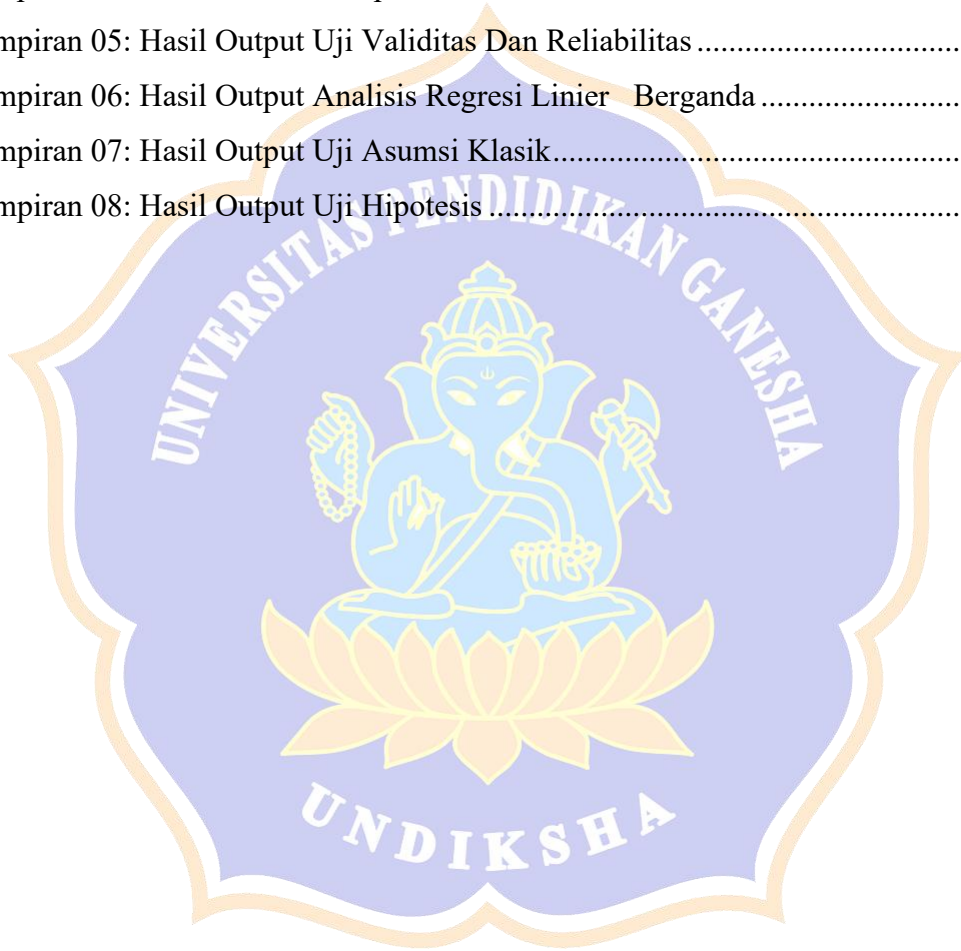 mpiran 05: Hasil Output Uji Validitas Dan Reliabilitas ................................
mpiran 06: Hasil Output Analisis Regresi Linier   Berganda ........................
mpiran 07: Hasil Output Uji Asumsi Klasik..................................................
mpiran 08: Hasil Output Uji Hipotesis ..........................................................
UNIVERSITAS PENDIDIKAN GANESHA
UNDIKSHA